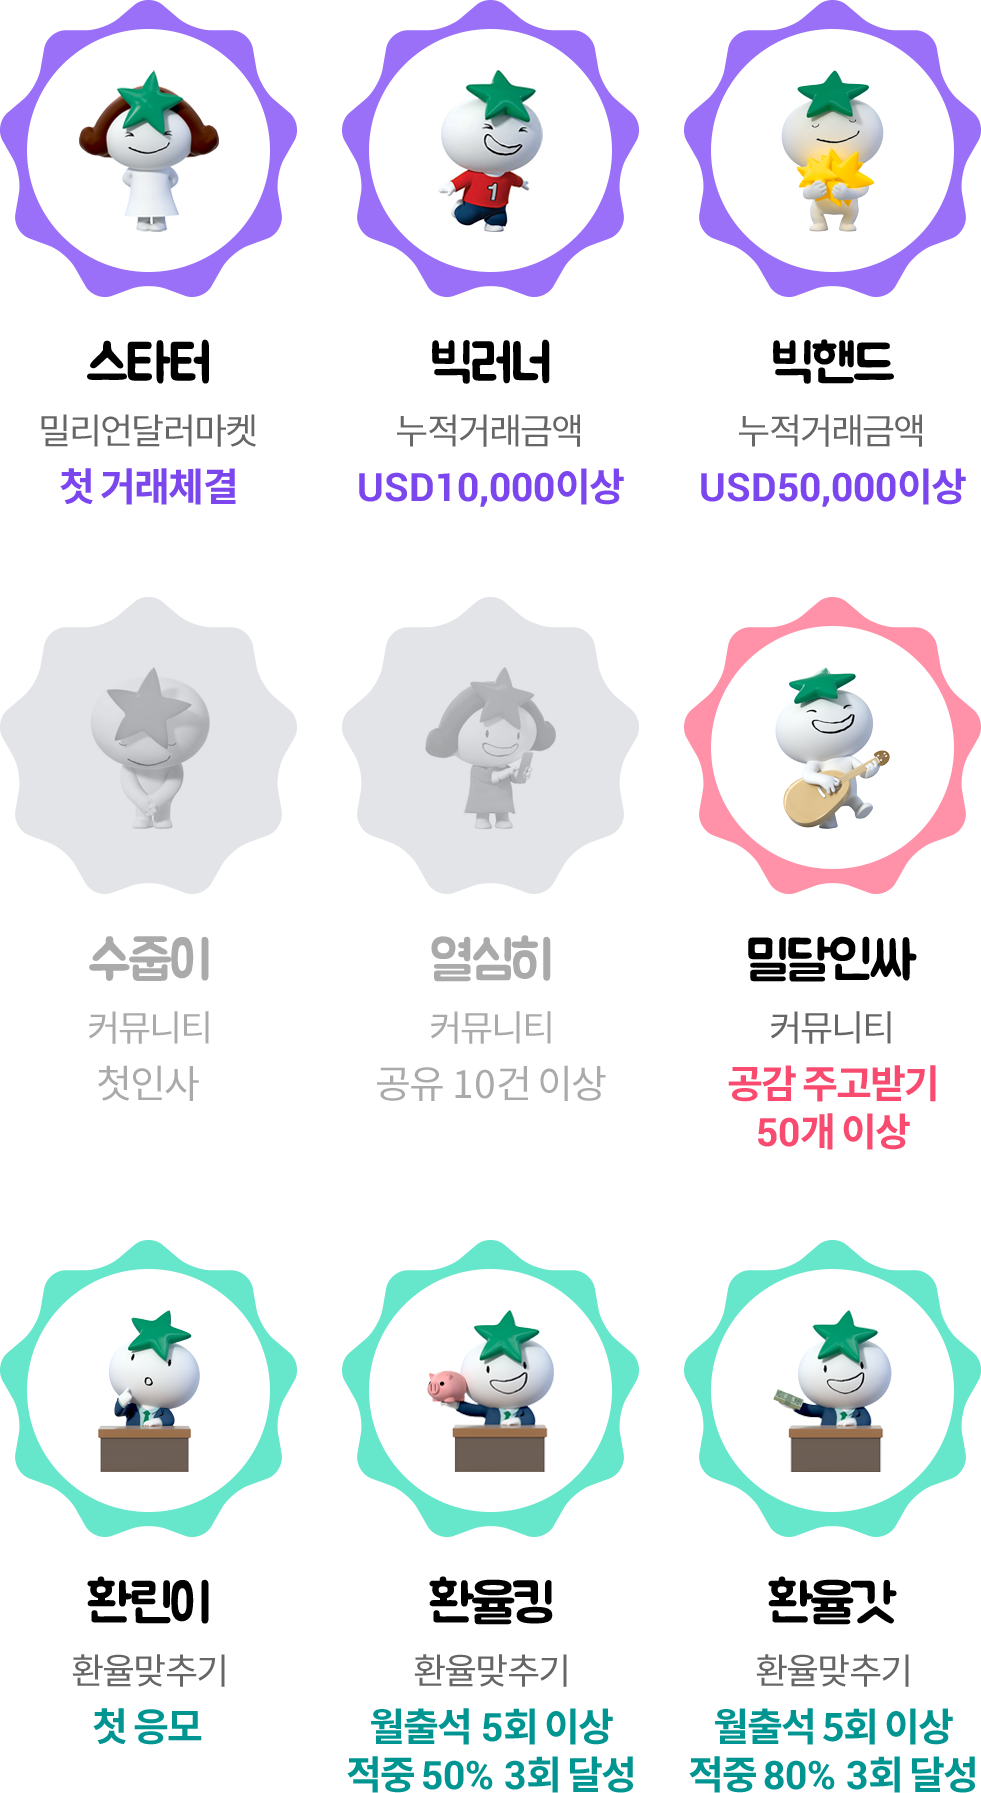 스타터
밀리언달러마켓
첫 거래체결
빅러너
누적거래금액
USD10,000이상
빅핸드
누적거래금액
USD50,000이상
수줍이
커뮤니티
첫인사
열심히
커뮤니티
공유 10건 이상
밀달인싸
커뮤니티
공감 주고받기
50개 이상
환린이
환율맞추기
첫 응모
환율킹
환율맞추기
월출석 5회 이상
적중 50% 3회 달성
환율갓
환율맞추기
월출석 5회 이상
적중 80% 3회 달성
1